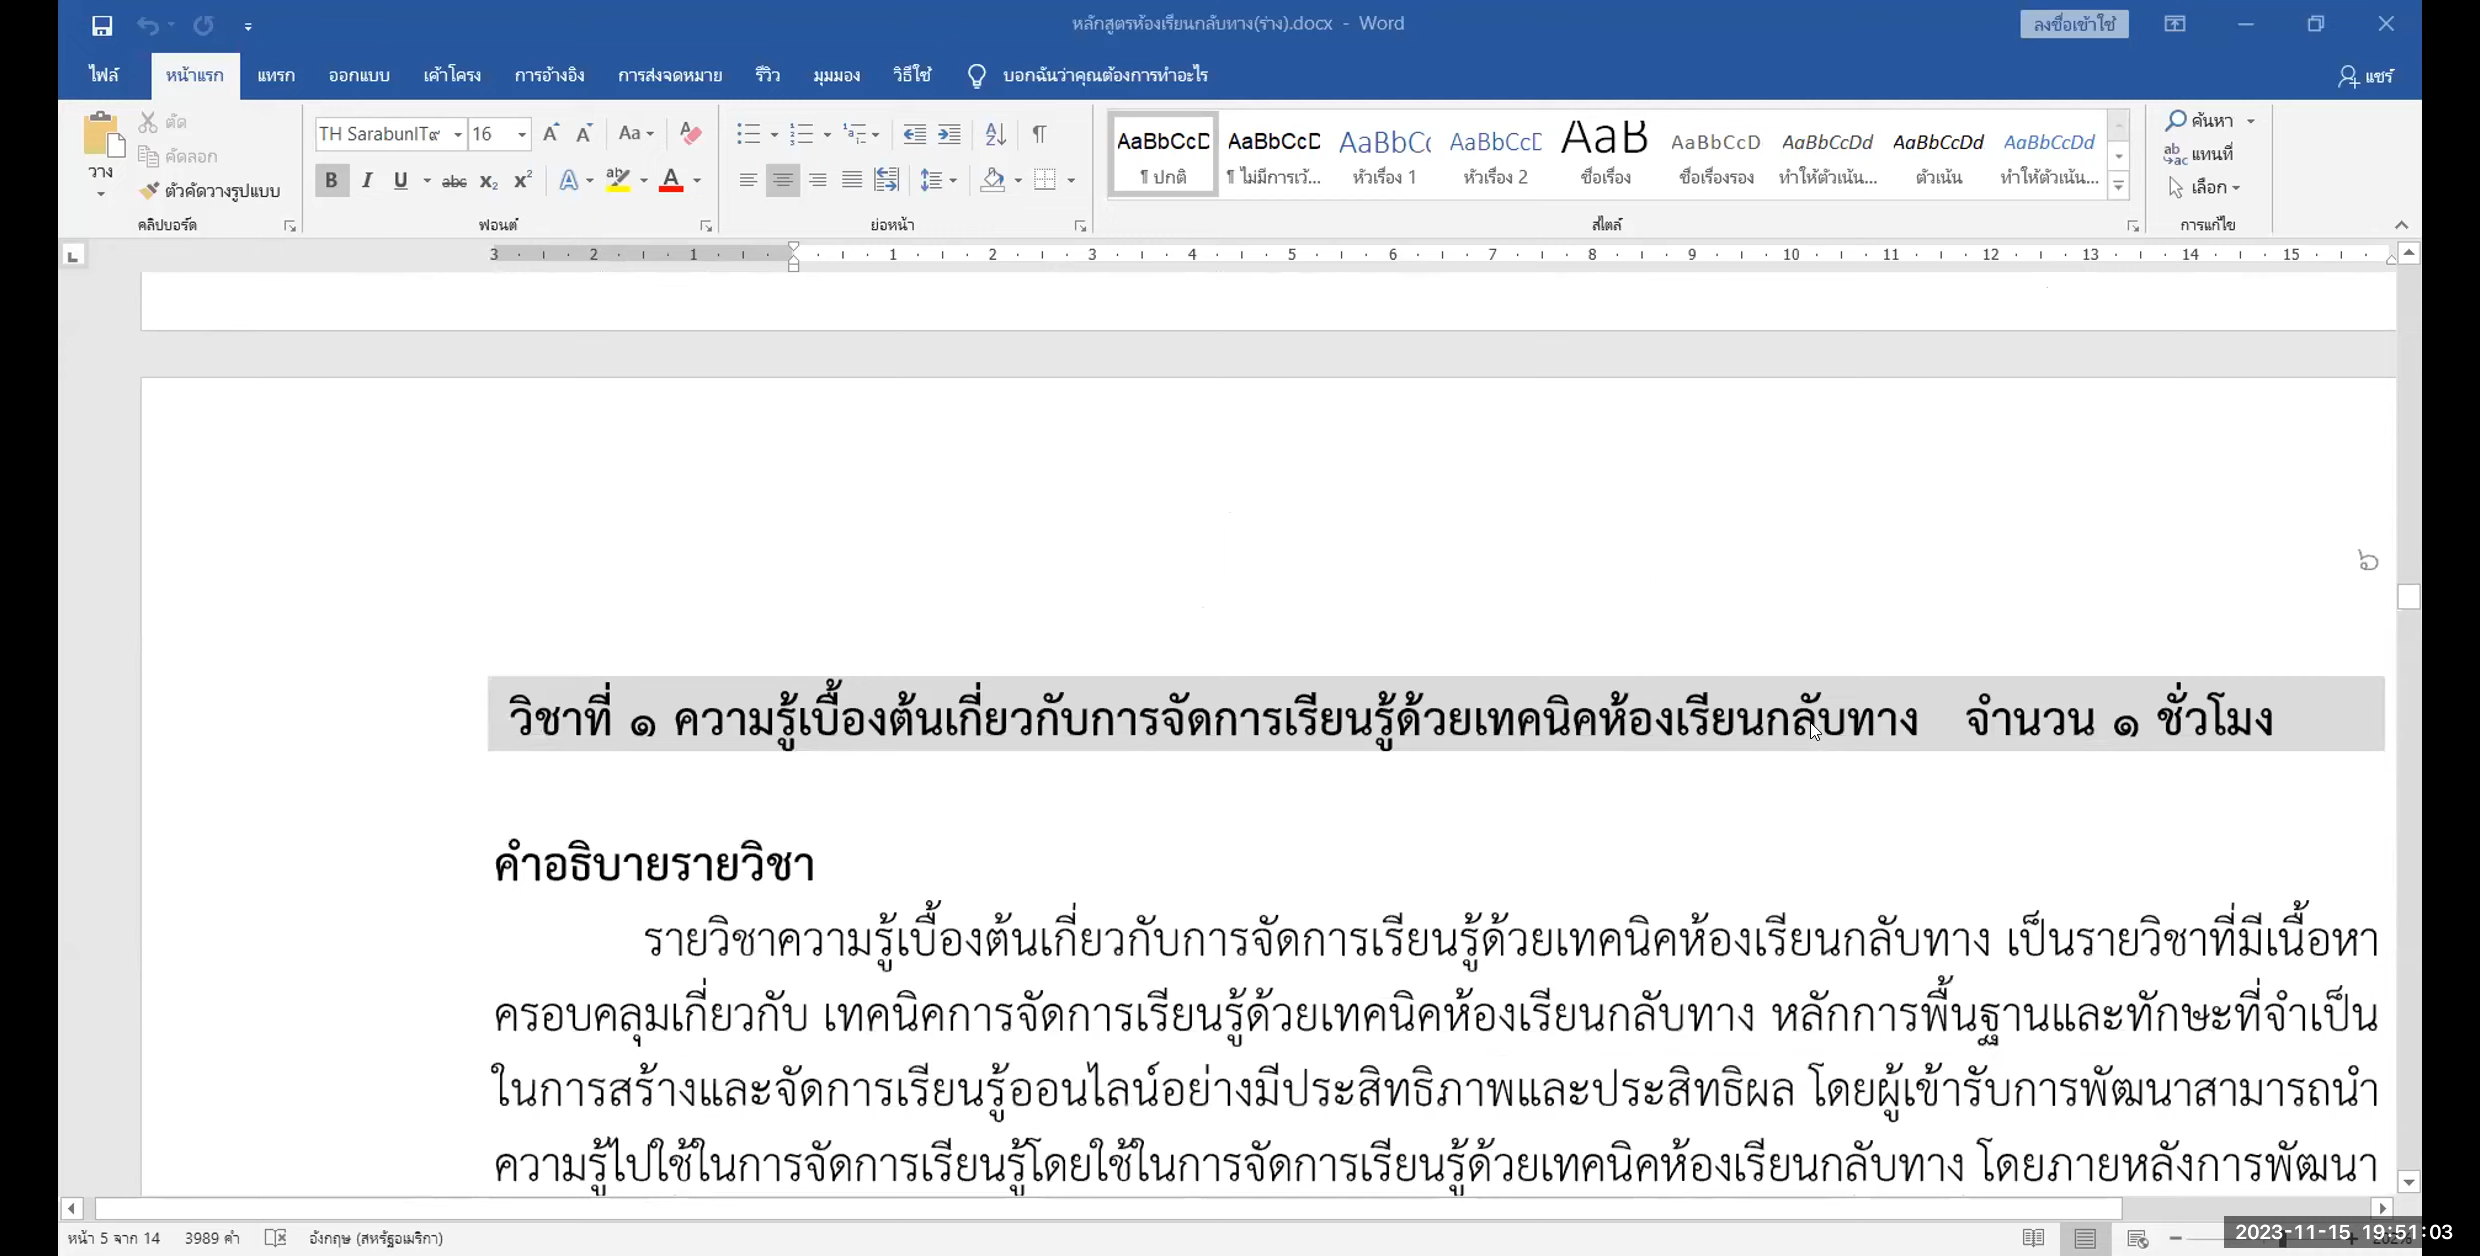 หลักสูตรห้องเรียนกลับทาง(ร่าง).docx - Word
ลงชื่อเข้าใช้
ไฟล์ หน้าแรก แทรก ออกแบบ เค้าโครง การอ้างอิง การส่งจดหมาย รีวิว มุมมอง วิธีใช้ บอกฉันว่าคุณต้องการทำอะไร แชร์
วาง
ตัด
คัดลอก
ตัวคัดวางรูปแบบ
คลิปบอร์ด
TH SarabunIT๙ 16 Aa
B I U abc X₂ X² A ab A
ฟอนต์
ย่อหน้า
AaBbCcD AaBbCcD AaBbC AaBbCcD AaB AaBbCcD AaBbCcDd AaBbCcDd AaBbCcDd
¶ ปกติ ¶ ไม่มีการเว้... หัวเรื่อง 1 หัวเรื่อง 2 ชื่อเรื่อง ชื่อเรื่องรอง ทำให้ตัวเน้น... ตัวเน้น ทำให้ตัวเน้น...
สไตล์
ค้นหา
แทนที่
เลือก
การแก้ไข
3 2 1 1 2 3 4 5 6 7 8 9 10 11 12 13 14 15
๖
วิชาที่ ๑ ความรู้เบื้องต้นเกี่ยวกับการจัดการเรียนรู้ด้วยเทคนิคห้องเรียนกลับทาง จำนวน ๑ ชั่วโมง
คำอธิบายรายวิชา
รายวิชาความรู้เบื้องต้นเกี่ยวกับการจัดการเรียนรู้ด้วยเทคนิคห้องเรียนกลับทาง เป็นรายวิชาที่มีเนื้อหา
ครอบคลุมเกี่ยวกับ เทคนิคการจัดการเรียนรู้ด้วยเทคนิคห้องเรียนกลับทาง หลักการพื้นฐานและทักษะที่จำเป็น
ในการสร้างและจัดการเรียนรู้ออนไลน์อย่างมีประสิทธิภาพและประสิทธิผล โดยผู้เข้ารับการพัฒนาสามารถนำ
ความรู้ไปใช้ในการจัดการเรียนรู้โดยใช้ในการจัดการเรียนรู้ด้วยเทคนิคห้องเรียนกลับทาง โดยภายหลังการพัฒนา
หน้า 5 จาก 14 3989 คำ อังกฤษ (สหรัฐอเมริกา)
2023-11-15 19:51:03